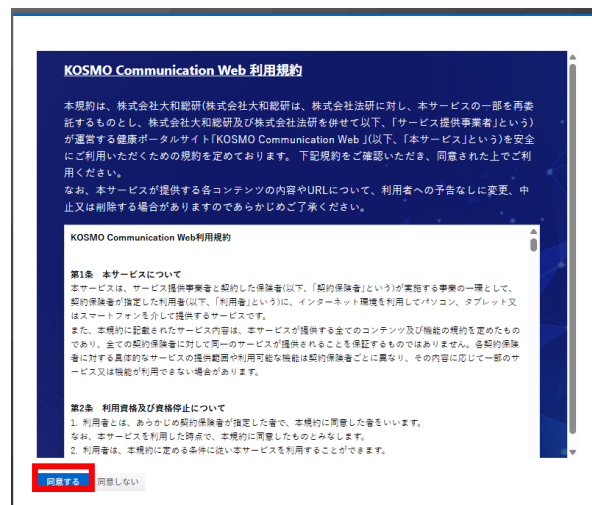 KOSMO Communication Web 利用規約
本規約は、株式会社大和総研(株式会社大和総研は、株式会社法研に対し、本サービスの一部を再委
託するものとし、株式会社大和総研及び株式会社法研を併せて以下、「サービス提供事業者」という)
が運営する健康ポータルサイト「KOSMO Communication Web 」(以下、「本サービス」という)を安全
にご利用いただくための規約を定めております。 下記規約をご確認いただき、同意された上でご利
用ください。
なお、本サービスが提供する各コンテンツの内容やURLについて、利用者への予告なしに変更、中
止又は削除する場合がありますのであらかじめご了承ください。
KOSMO Communication Web利用規約
第1条　本サービスについて
本サービスは、サービス提供事業者と契約した保険者(以下、「契約保険者」という)が実施する事業の一環として、
契約保険者が指定した利用者(以下、「利用者」という)に、インターネット環境を利用してパソコン、タブレット又
はスマートフォンを介して提供するサービスです。
また、本規約に記載されたサービス内容は、本サービスが提供する全てのコンテンツ及び機能の規約を定めたもの
であり、全ての契約保険者に対して同一のサービスが提供されることを保証するものではありません。各契約保険
者に対する具体的なサービスの提供範囲や利用可能な機能は契約保険者ごとに異なり、その内容に応じて一部のサ
ービス又は機能が利用できない場合があります。
第2条　利用資格及び資格停止について
1. 利用者とは、あらかじめ契約保険者が指定した者で、本規約に同意した者をいいます。
なお、本サービスを利用した時点で、本規約に同意したものとみなします。
2. 利用者は、本規約に定める条件に従い本サービスを利用することができます。
同意する 同意しない